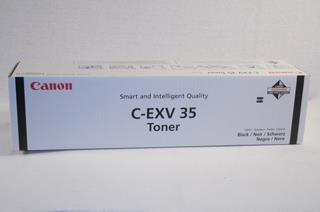 Canon
Smart and Intelligent Quality
C-EXV 35
Toner
Black / Noir / Schwarz
Negro / Nero